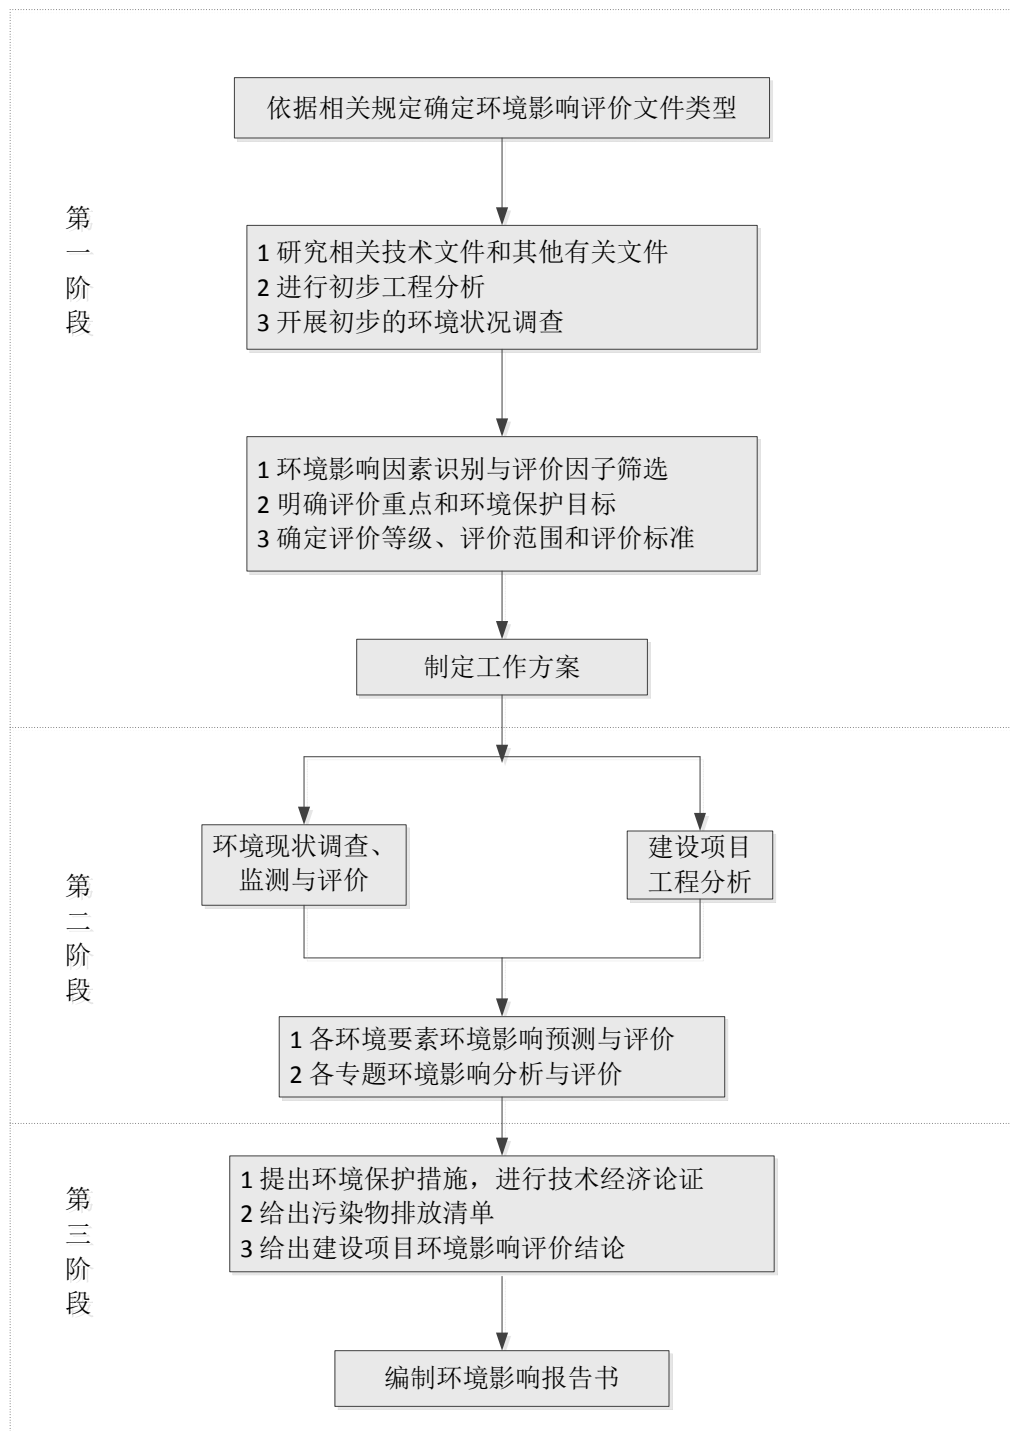 依据相关规定确定环境影响评价文件类型
第一阶段
1 研究相关技术文件和其他有关文件
2 进行初步工程分析
3 开展初步的环境状况调查
1 环境影响因素识别与评价因子筛选
2 明确评价重点和环境保护目标
3 确定评价等级、评价范围和评价标准
制定工作方案
第二阶段
环境现状调查、
监测与评价
建设项目
工程分析
1 各环境要素环境影响预测与评价
2 各专题环境影响分析与评价
第三阶段
1 提出环境保护措施，进行技术经济论证
2 给出污染物排放清单
3 给出建设项目环境影响评价结论
编制环境影响报告书